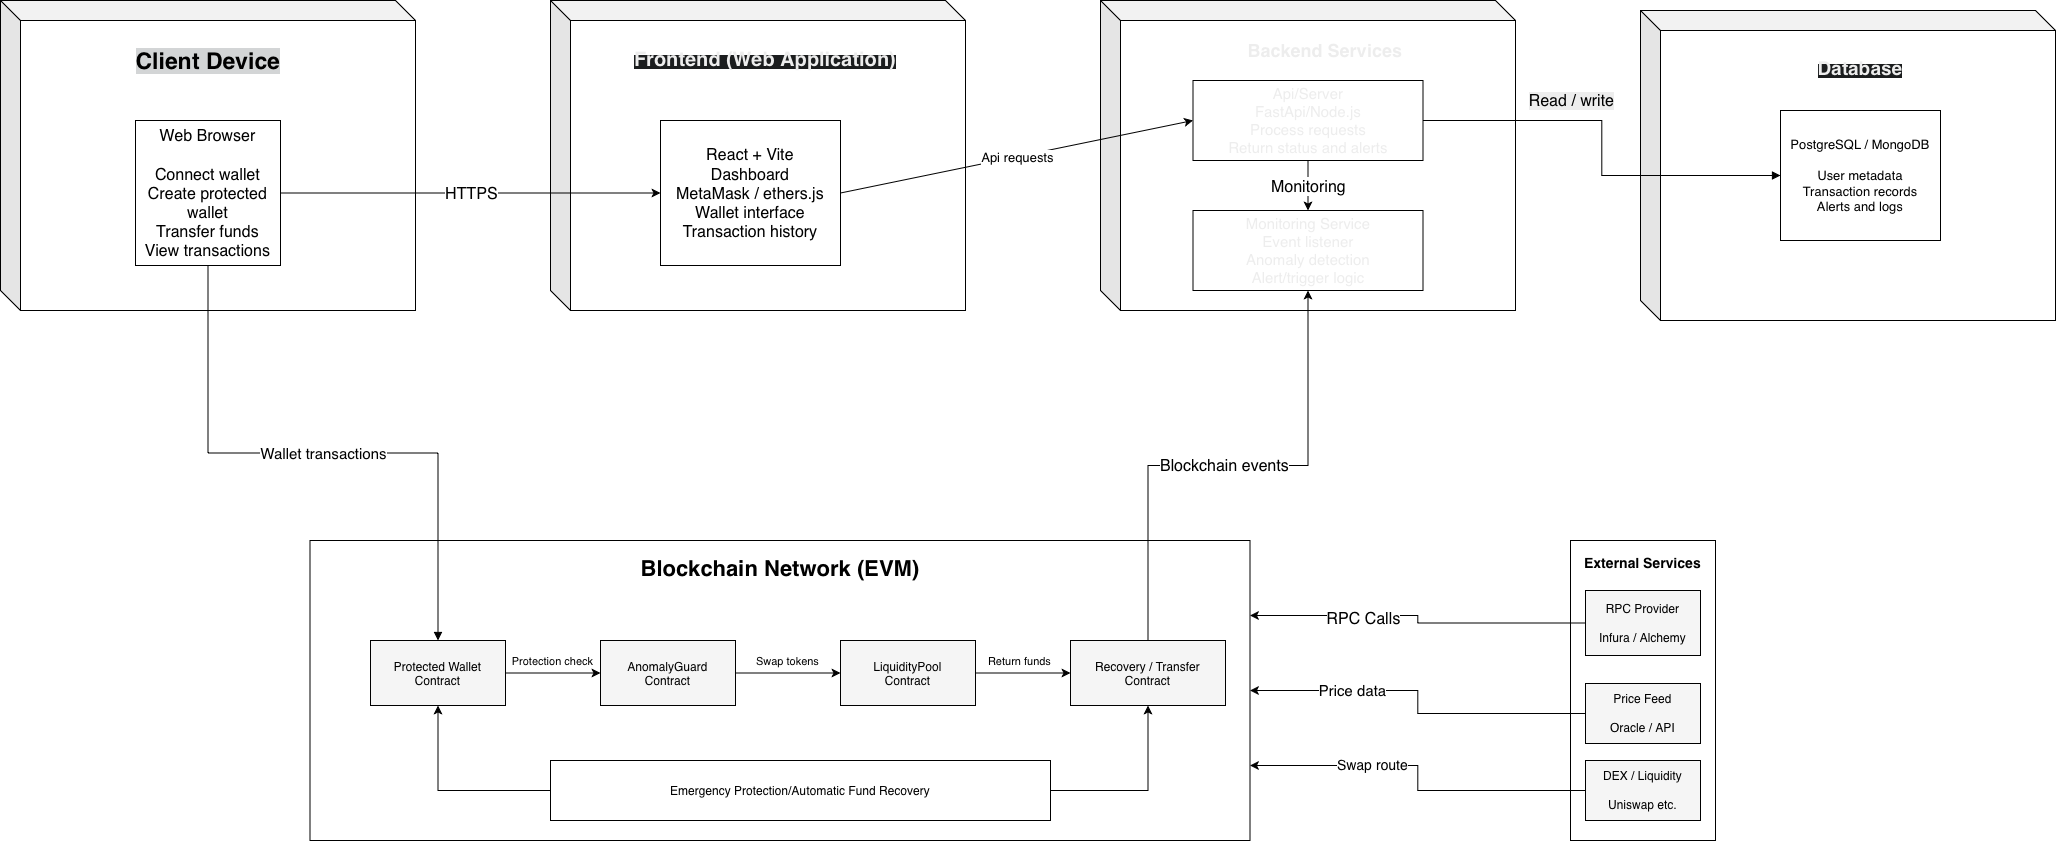 Client Device
Web Browser
Connect wallet
Create protected
wallet
Transfer funds
View transactions
HTTPS
Frontend (Web Application)
React + Vite
Dashboard
MetaMask / ethers.js
Wallet interface
Transaction history
Api requests
Backend Services
Api/Server
FastApi/Node.js
Process requests
Return status and alerts
Monitoring
Monitoring Service
Event listener
Anomaly detection
Alert/trigger logic
Read / write
Database
PostgreSQL / MongoDB
User metadata
Transaction records
Alerts and logs
Wallet transactions
Blockchain events
Blockchain Network (EVM)
Protected Wallet
Contract
Protection check
AnomalyGuard
Contract
Swap tokens
LiquidityPool
Contract
Return funds
Recovery / Transfer
Contract
Emergency Protection/Automatic Fund Recovery
RPC Calls
Price data
Swap route
External Services
RPC Provider
Infura / Alchemy
Price Feed
Oracle / API
DEX / Liquidity
Uniswap etc.